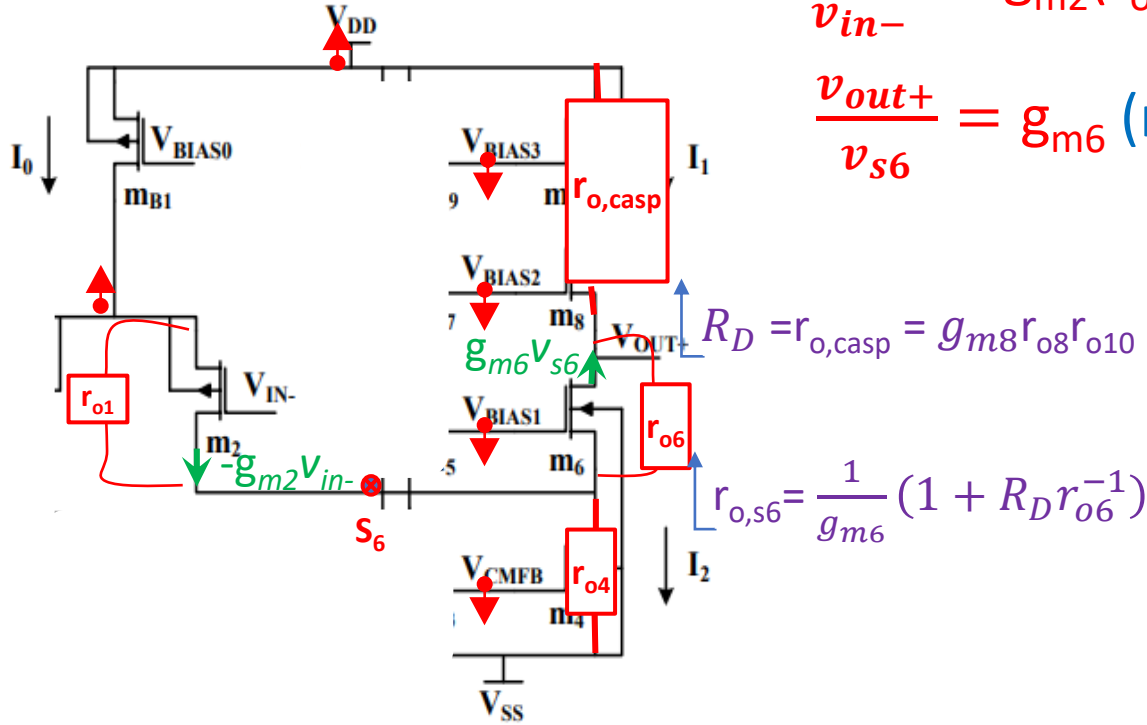 V_DD
v_in−
g_m2(
v_out+ / v_s6 = g_m6 (
I_0
V_BIAS0
V_BIAS3
I_1
m_B1
9
m
r_o,casp
V_BIAS2
7
m_8
R_D = r_o,casp = g_m8 r_o8 r_o10
g_m6 v_s6
V_OUT+
r_o1
V_IN-
V_BIAS1
r_o6
m_2
-g_m2 v_in-
-5
m_6
r_o,s6 = 1/g_m6 (1 + R_D r_o6^−1)
S_6
V_CMFB
r_o4
I_2
m_4
V_SS